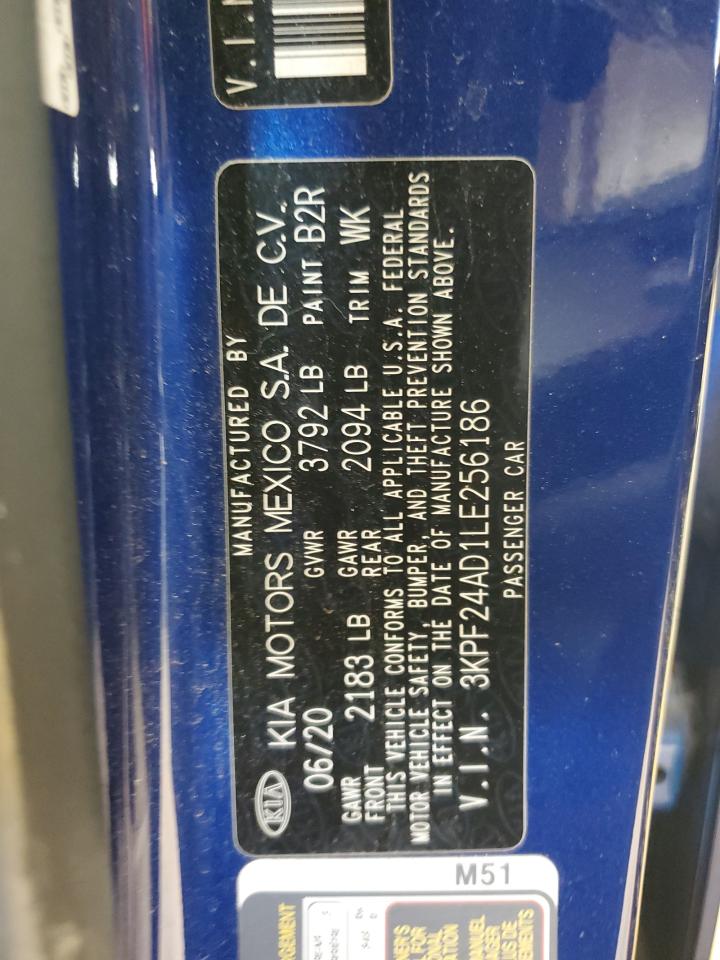 V.I.N
MANUFACTURED BY
KIA KIA MOTORS MEXICO S.A. DE C.V.
06/20 GVWR 3792 LB PAINT B2R
GAWR FRONT 2183 LB GAWR REAR 2094 LB TRIM WK
THIS VEHICLE CONFORMS TO ALL APPLICABLE U.S.A. FEDERAL
MOTOR VEHICLE SAFETY, BUMPER, AND THEFT PREVENTION STANDARDS
IN EFFECT ON THE DATE OF MANUFACTURE SHOWN ABOVE.
V.I.N. 3KPF24AD1LE256186
PASSENGER CAR
M51